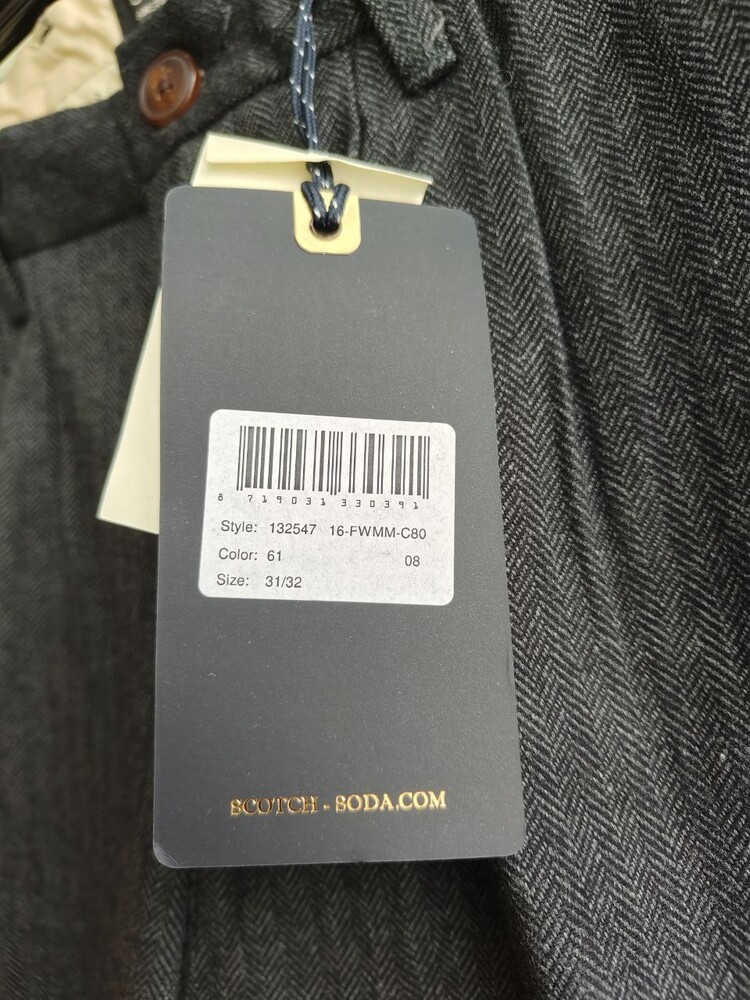 8 719031 330391
Style: 132547 16-FWMM-C80
Color: 61 08
Size: 31/32
SCOTCH - SODA.COM